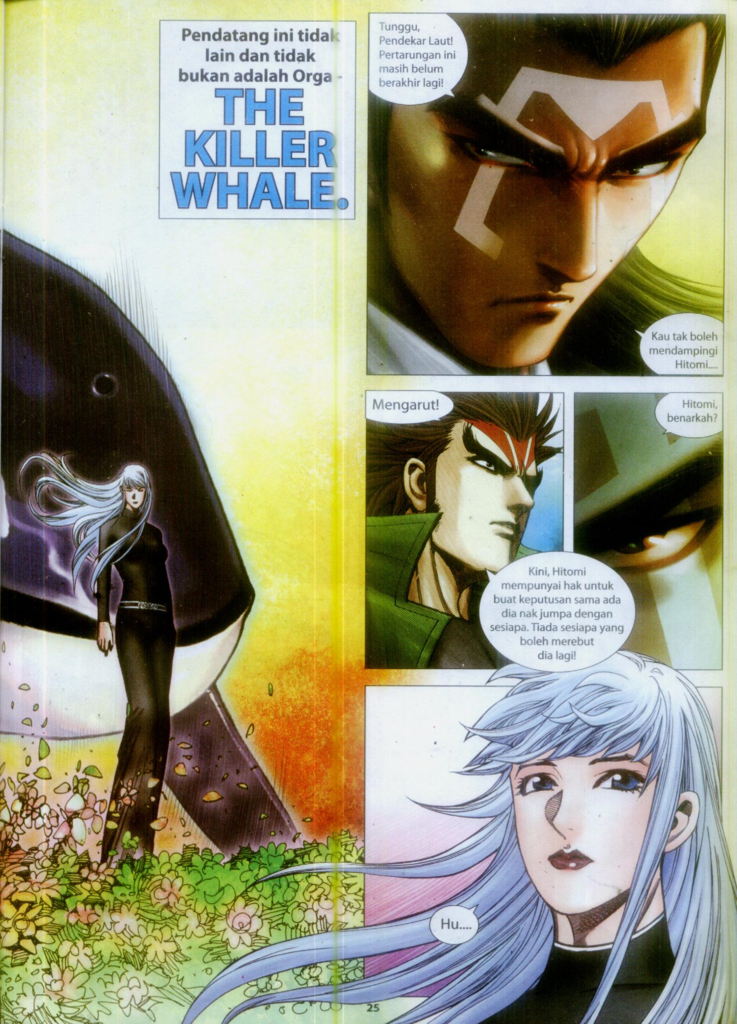 Pendatang ini tidak
lain dan tidak
bukan adalah Orga -
THE
KILLER
WHALE.
Tunggu,
Pendekar Laut!
Pertarungan ini
masih belum
berakhir lagi!
Kau tak boleh
mendampingi
Hitomi....
Mengarut!
Hitomi,
benarkah?
Kini, Hitomi
mempunyai hak untuk
buat keputusan sama ada
dia nak jumpa dengan
sesiapa. Tiada sesiapa yang
boleh merebut
dia lagi!
Hu....
25